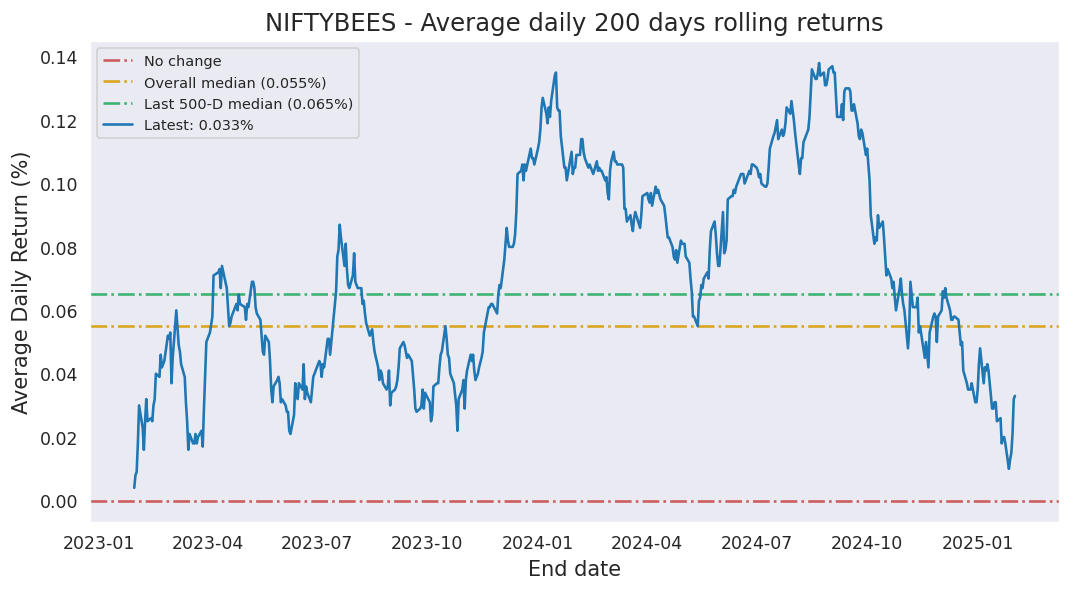 NIFTYBEES - Average daily 200 days rolling returns
No change
Overall median (0.055%)
Last 500-D median (0.065%)
Latest: 0.033%
Average Daily Return (%)
0.14
0.12
0.10
0.08
0.06
0.04
0.02
0.00
2023-01 2023-04 2023-07 2023-10 2024-01 2024-04 2024-07 2024-10 2025-01
End date